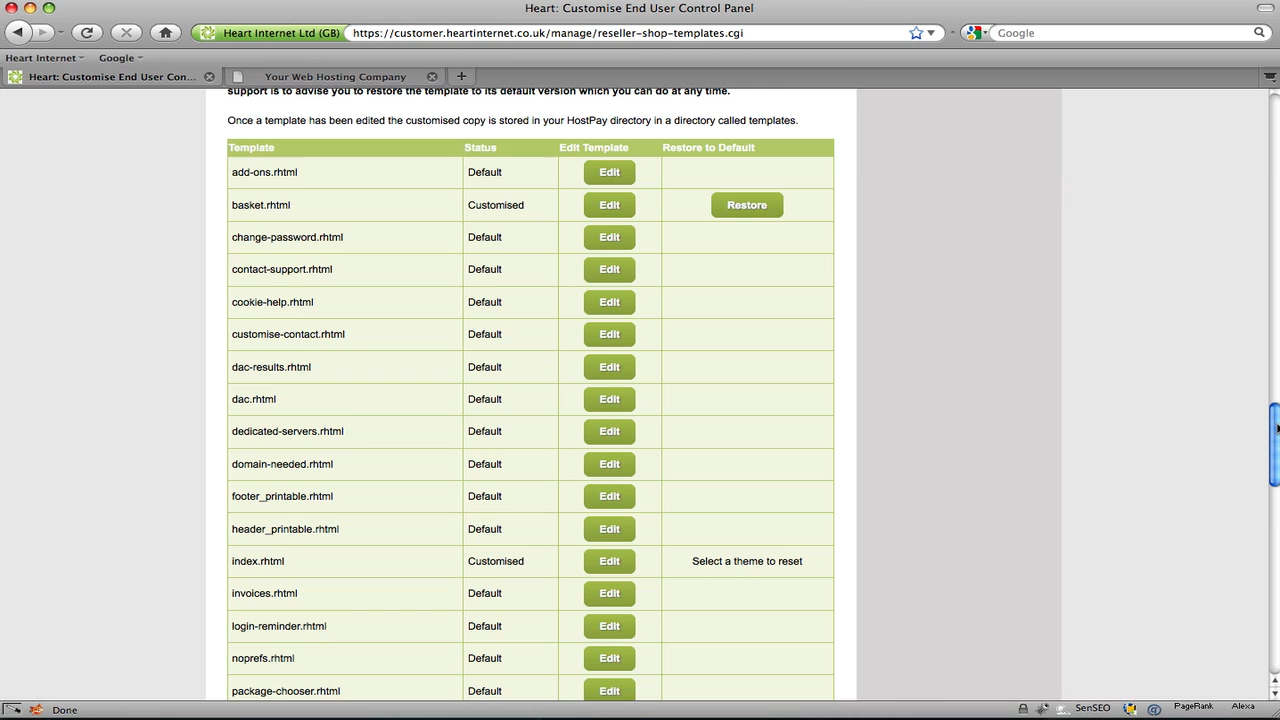 Heart: Customise End User Control Panel
Heart Internet Ltd (GB) https://customer.heartinternet.co.uk/manage/reseller-shop-templates.cgi Google
Heart Internet Google
Heart: Customise End User Con... Your Web Hosting Company
support is to advise you to restore the template to its default version which you can do at any time.
Once a template has been edited the customised copy is stored in your HostPay directory in a directory called templates.
Template Status Edit Template Restore to Default
add-ons.rhtml Default Edit
basket.rhtml Customised Edit Restore
change-password.rhtml Default Edit
contact-support.rhtml Default Edit
cookie-help.rhtml Default Edit
customise-contact.rhtml Default Edit
dac-results.rhtml Default Edit
dac.rhtml Default Edit
dedicated-servers.rhtml Default Edit
domain-needed.rhtml Default Edit
footer_printable.rhtml Default Edit
header_printable.rhtml Default Edit
index.rhtml Customised Edit Select a theme to reset
invoices.rhtml Default Edit
login-reminder.rhtml Default Edit
noprefs.rhtml Default Edit
package-chooser.rhtml Default Edit
Done SenSEO PageRank Alexa